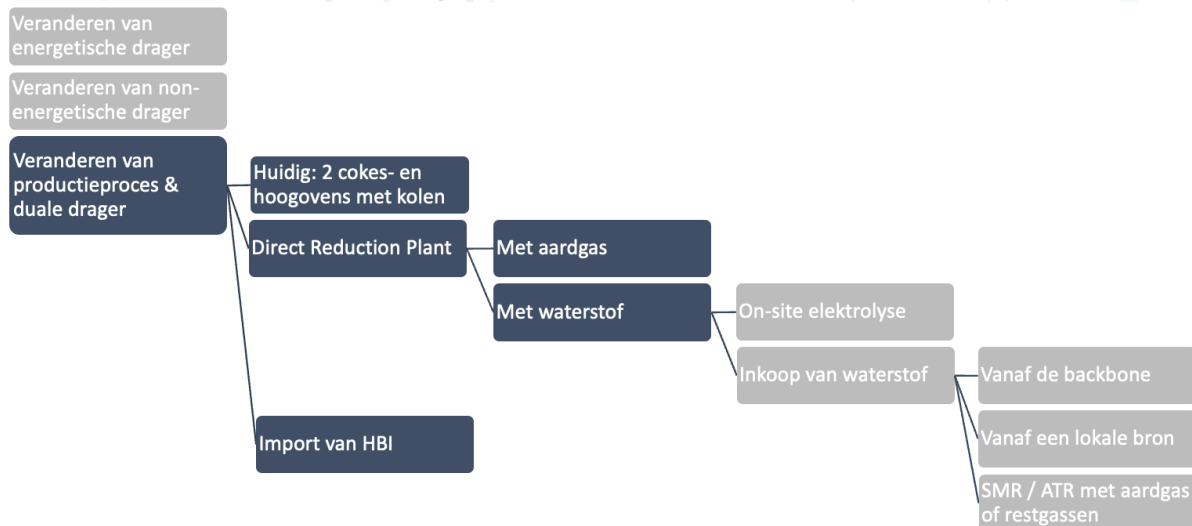 Veranderen van
energetische drager
Veranderen van non-
energetische drager
Veranderen van
productieproces &
duale drager
Huidig: 2 cokes- en
hoogovens met kolen
Direct Reduction Plant
Met aardgas
Met waterstof
On-site elektrolyse
Inkoop van waterstof
Vanaf de backbone
Vanaf een lokale bron
SMR / ATR met aardgas
of restgassen
Import van HBI